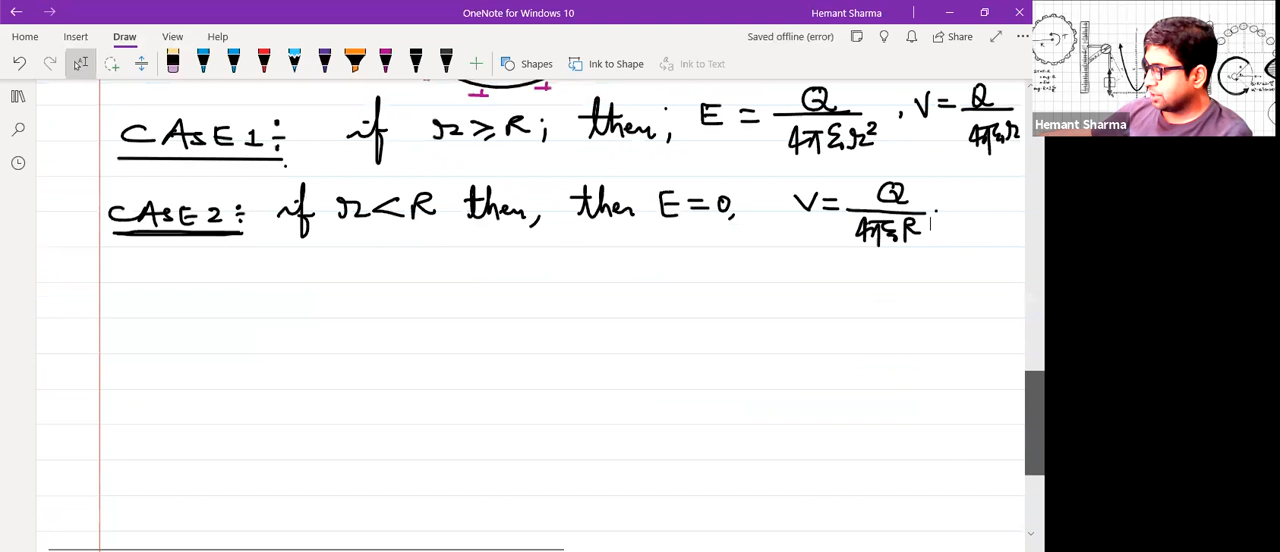 OneNote for Windows 10
Hemant Sharma
Home Insert Draw View Help
Saved offline (error)
Share
Shapes
Ink to Shape
Ink to Text
CASE 1 : if r ≥ R ; then ; E = Q / 4πε₀r² , V = Q / 4πε₀r
Hemant Sharma
CASE 2 : if r < R then, then E = 0, V = Q / 4πε₀R